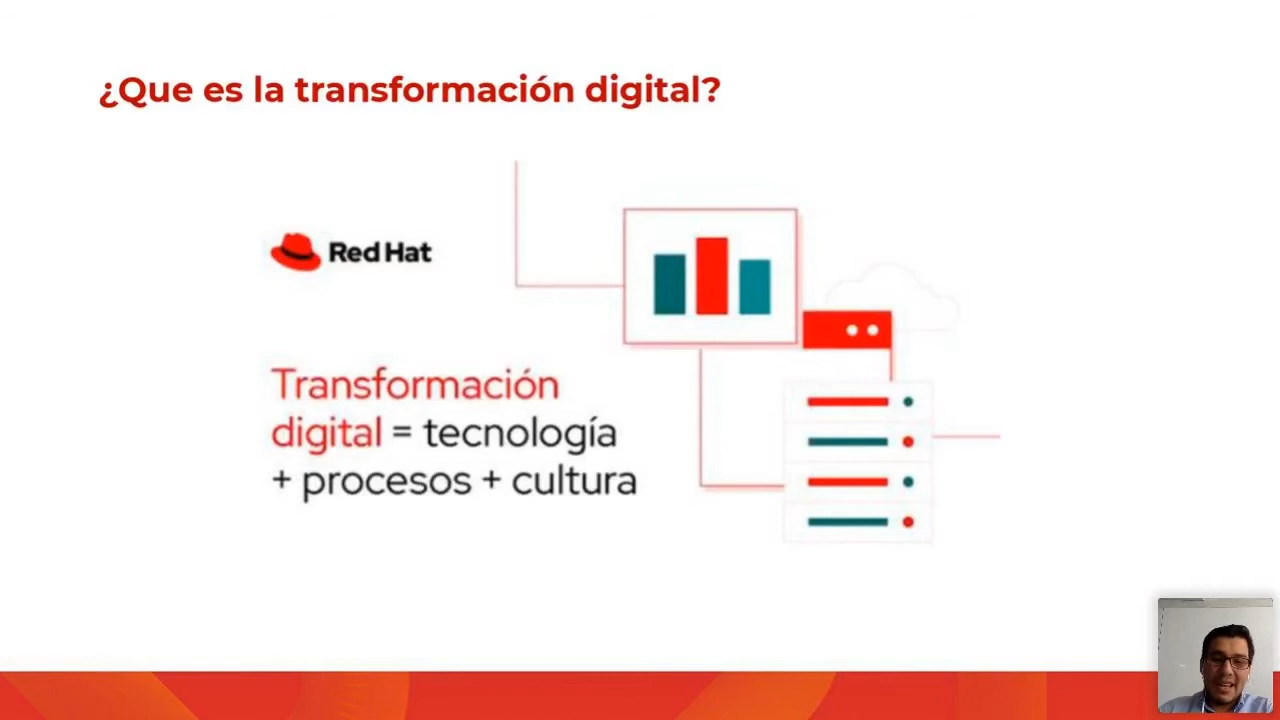 ¿Que es la transformación digital?
Red Hat
Transformación
digital = tecnología
+ procesos + cultura